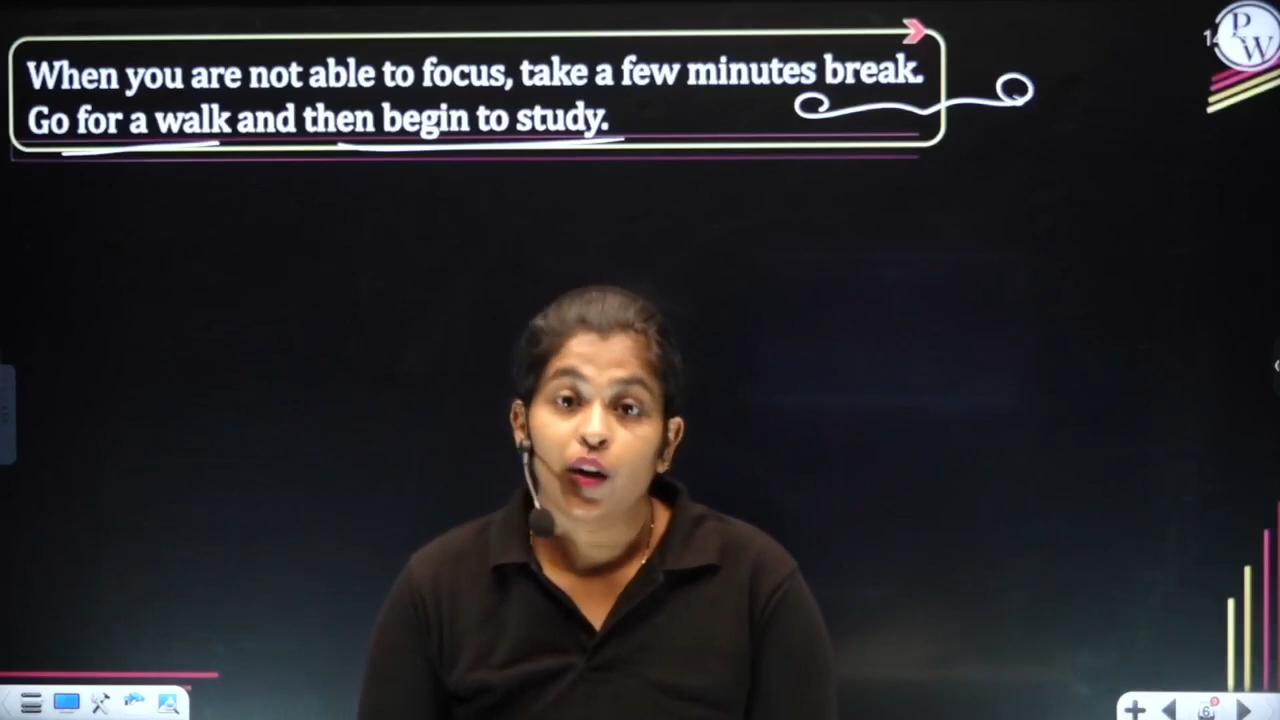 When you are not able to focus, take a few minutes break.
Go for a walk and then begin to study.
PW